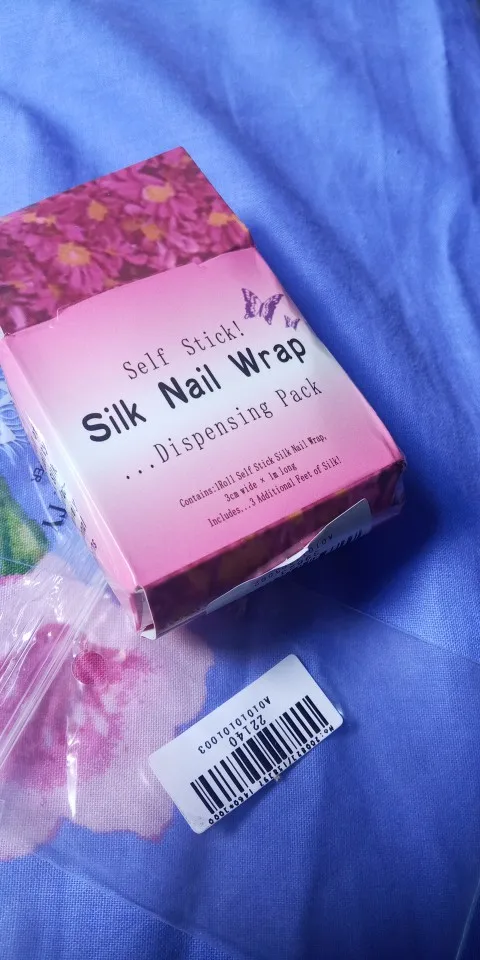 Self Stick!
Silk Nail Wrap
...Dispensing Pack
Contains:1Roll Self Stick Silk Nail Wrap,
3cm wide x 1m long
Includes...3 Additional Feet of Silk!
22140
A01010101003